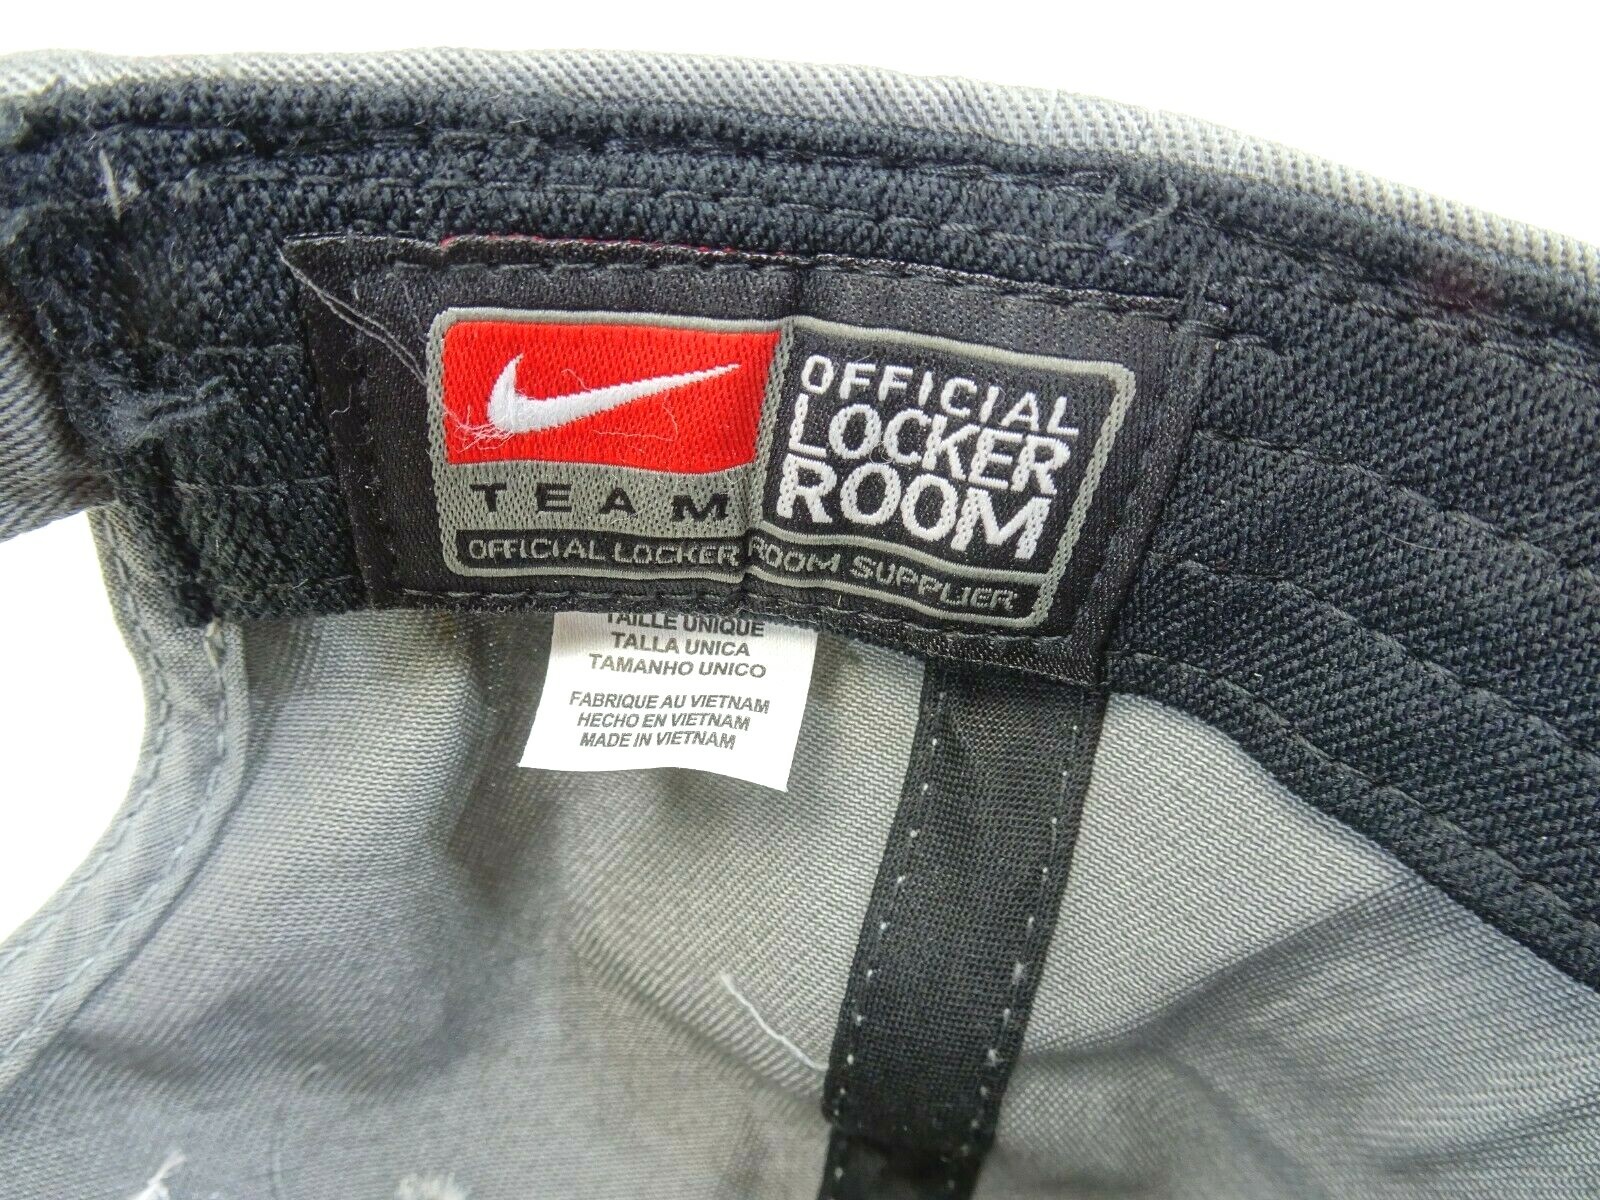 OFFICIAL
LOCKER
ROOM
TEAM
OFFICIAL LOCKER ROOM SUPPLIER
TAILLE UNIQUE
TALLA UNICA
TAMANHO UNICO
FABRIQUE AU VIETNAM
HECHO EN VIETNAM
MADE IN VIETNAM